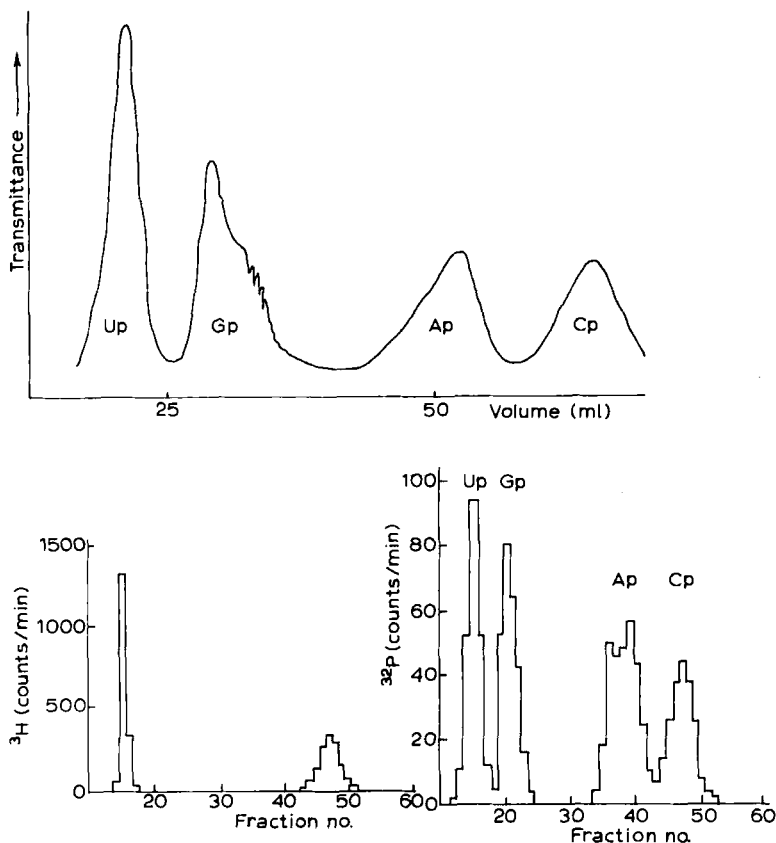 Transmittance
Up
Gp
Ap
Cp
25
50
Volume (ml)
³H (counts/min)
1500
1000
500
0
20
30
40
50
60
Fraction no.
³²P (counts/min)
100
80
60
40
20
0
Up
Gp
Ap
Cp
20
30
40
50
60
Fraction no.